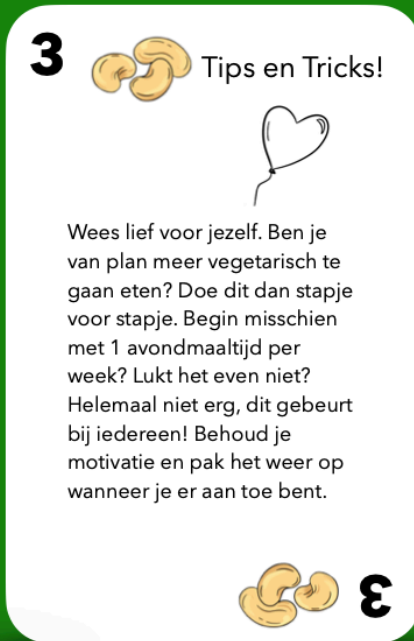 3
Tips en Tricks!
Wees lief voor jezelf. Ben je
van plan meer vegetarisch te
gaan eten? Doe dit dan stapje
voor stapje. Begin misschien
met 1 avondmaaltijd per
week? Lukt het even niet?
Helemaal niet erg, dit gebeurt
bij iedereen! Behoud je
motivatie en pak het weer op
wanneer je er aan toe bent.
3